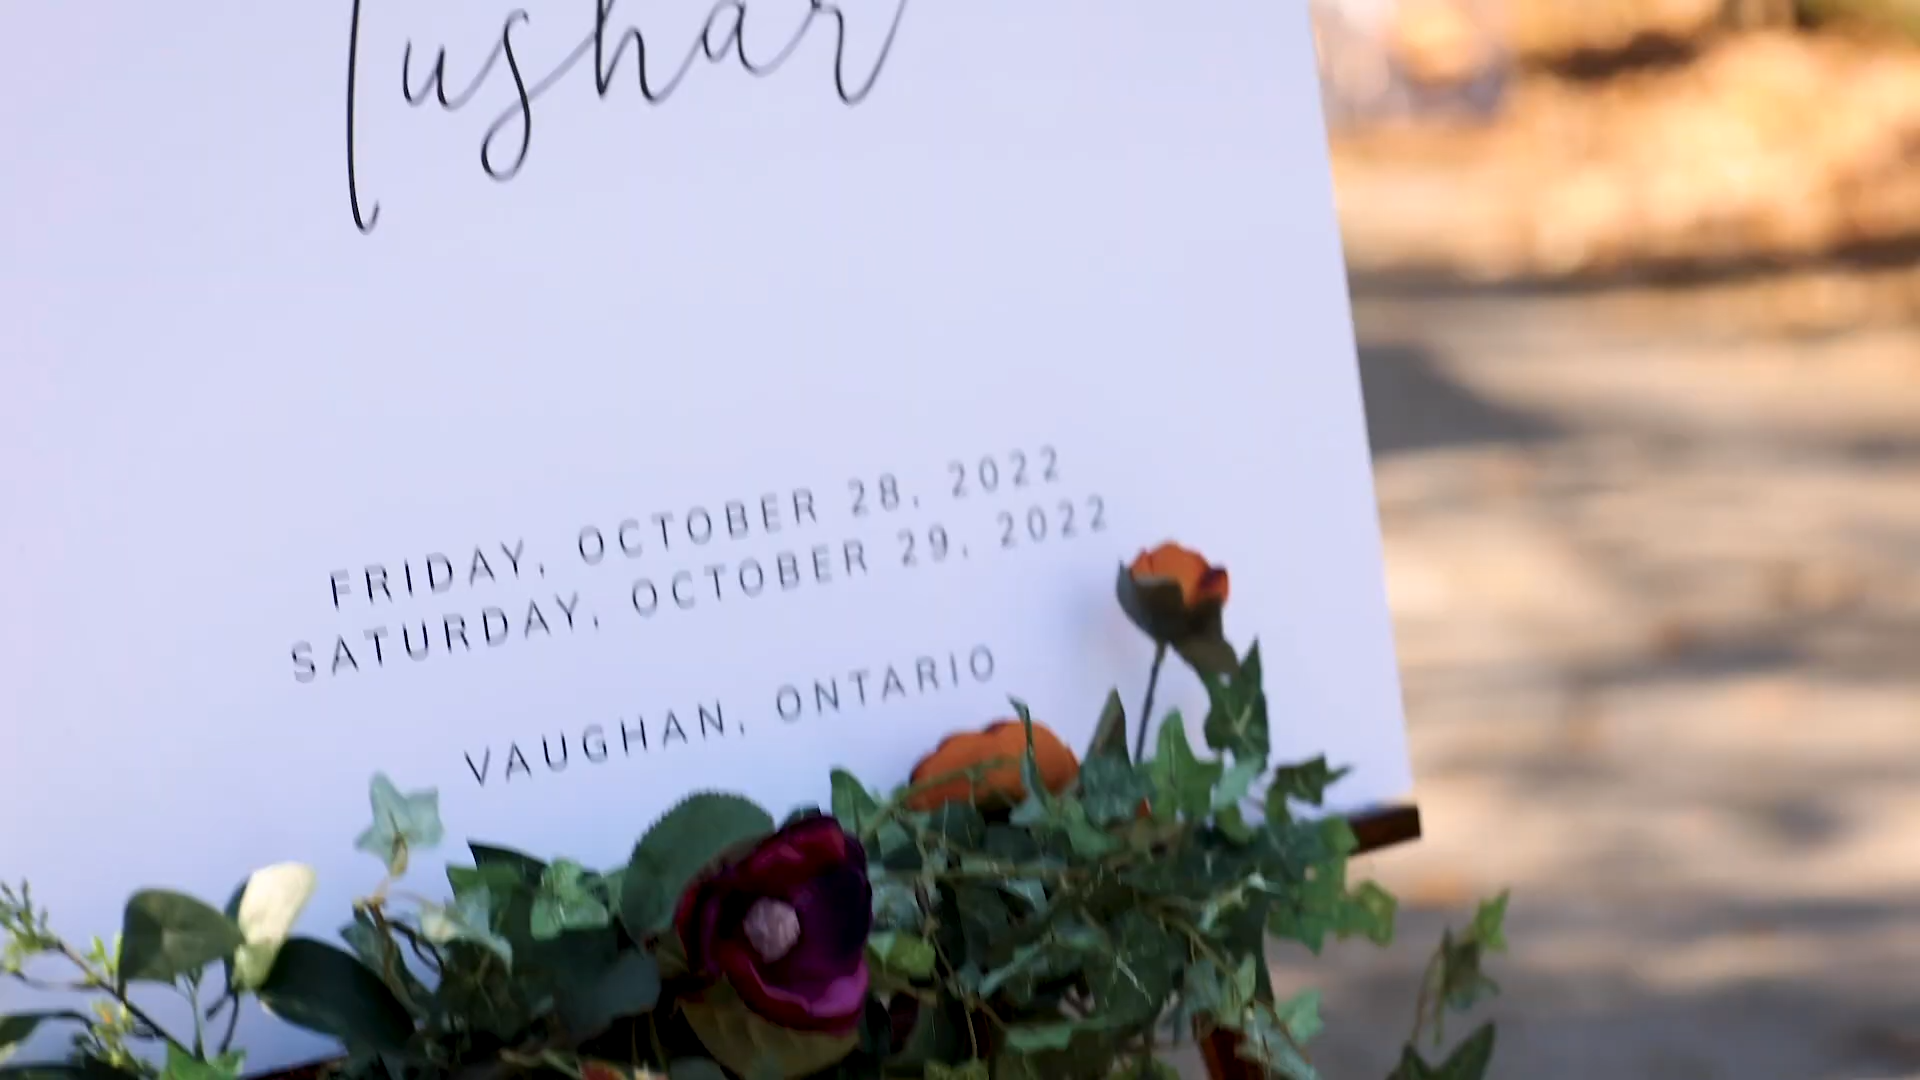 Tushar
FRIDAY, OCTOBER 28, 2022
SATURDAY, OCTOBER 29, 2022
VAUGHAN, ONTARIO